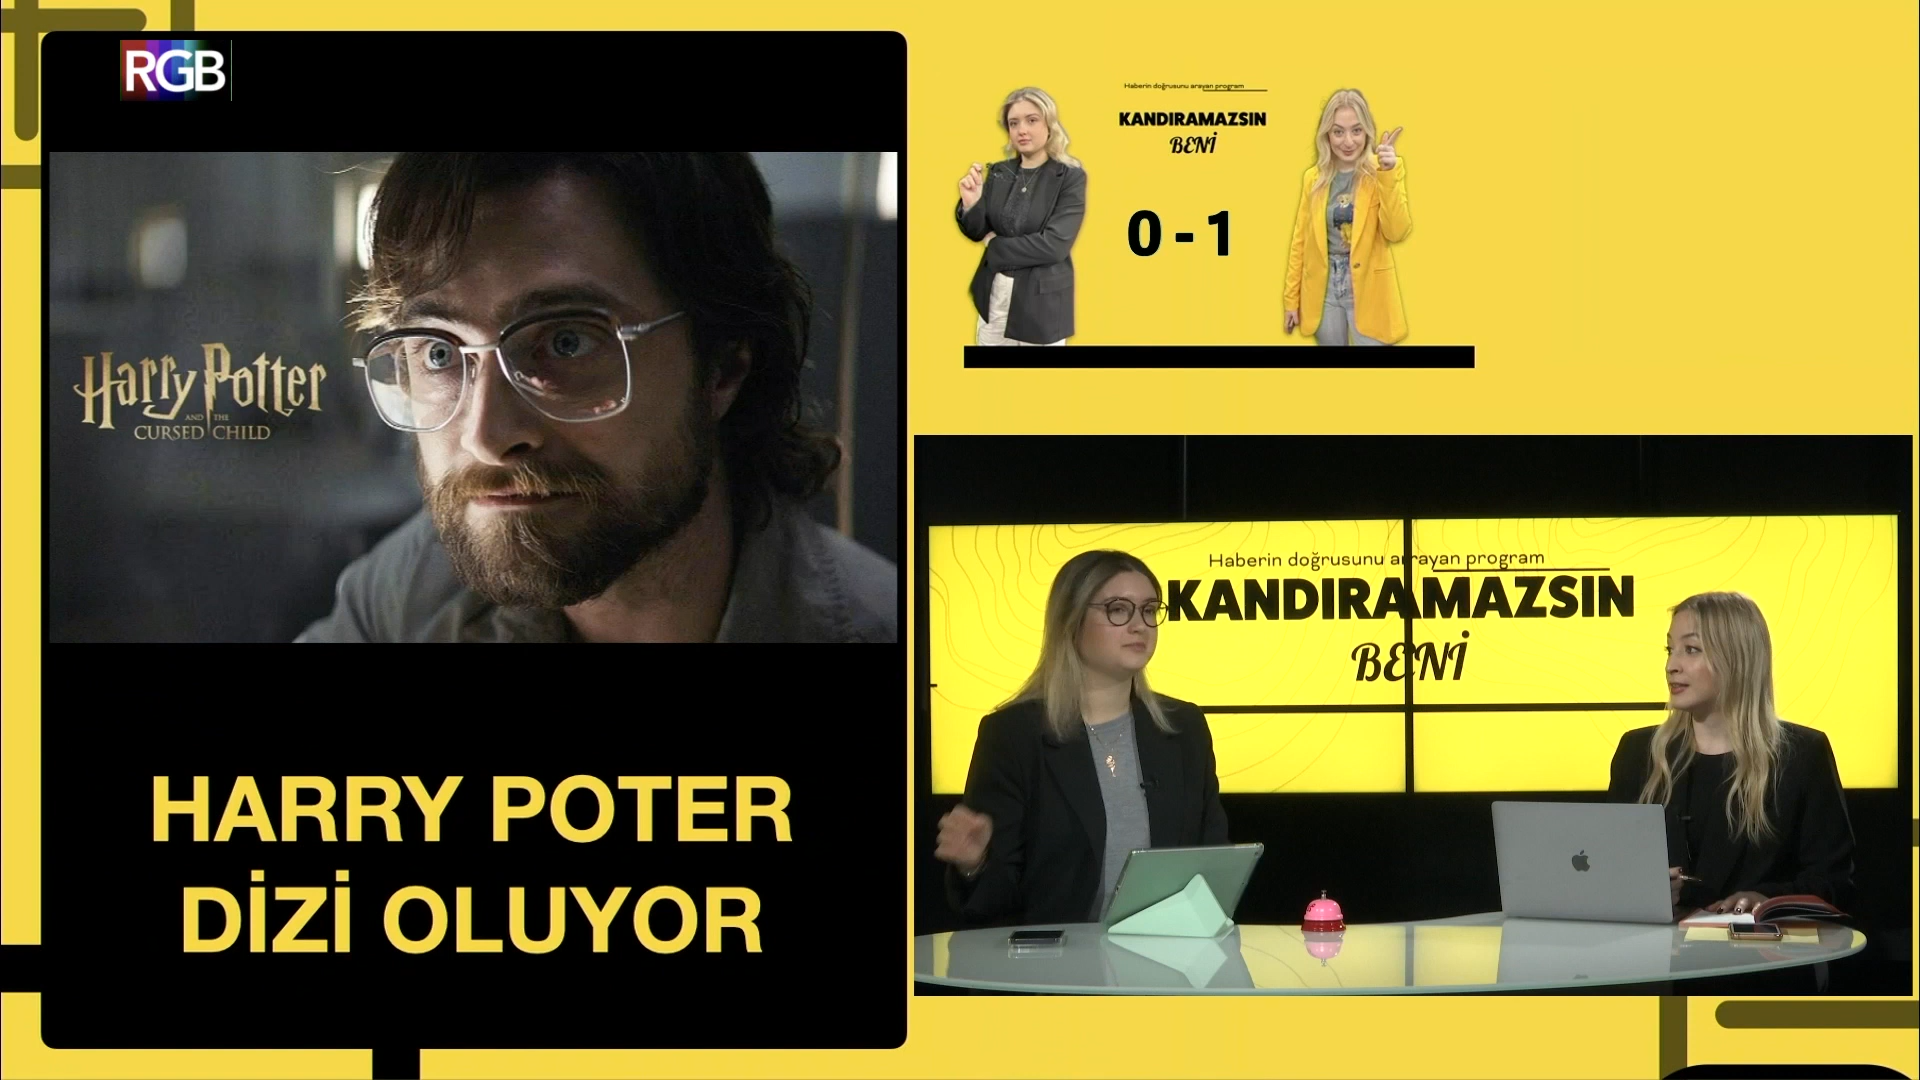 RGB
Harry Potter
AND THE
CURSED CHILD
HARRY POTER
DİZİ OLUYOR
Haberin doğrusunu arayan program
KANDIRAMAZSIN
BENİ
0 - 1
Haberin doğrusunu arrayan program
KANDIRAMAZSIN
BENİ